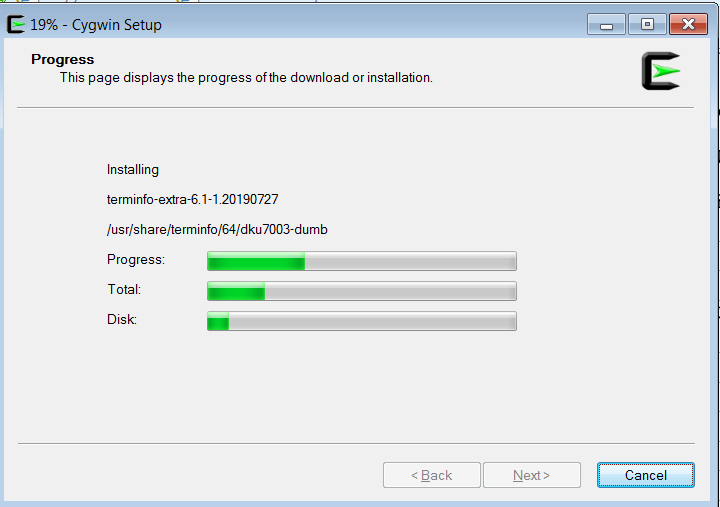 19% - Cygwin Setup
Progress
This page displays the progress of the download or installation.
Installing
terminfo-extra-6.1-1.20190727
/usr/share/terminfo/64/dku7003-dumb
Progress:
Total:
Disk:
< Back
Next >
Cancel